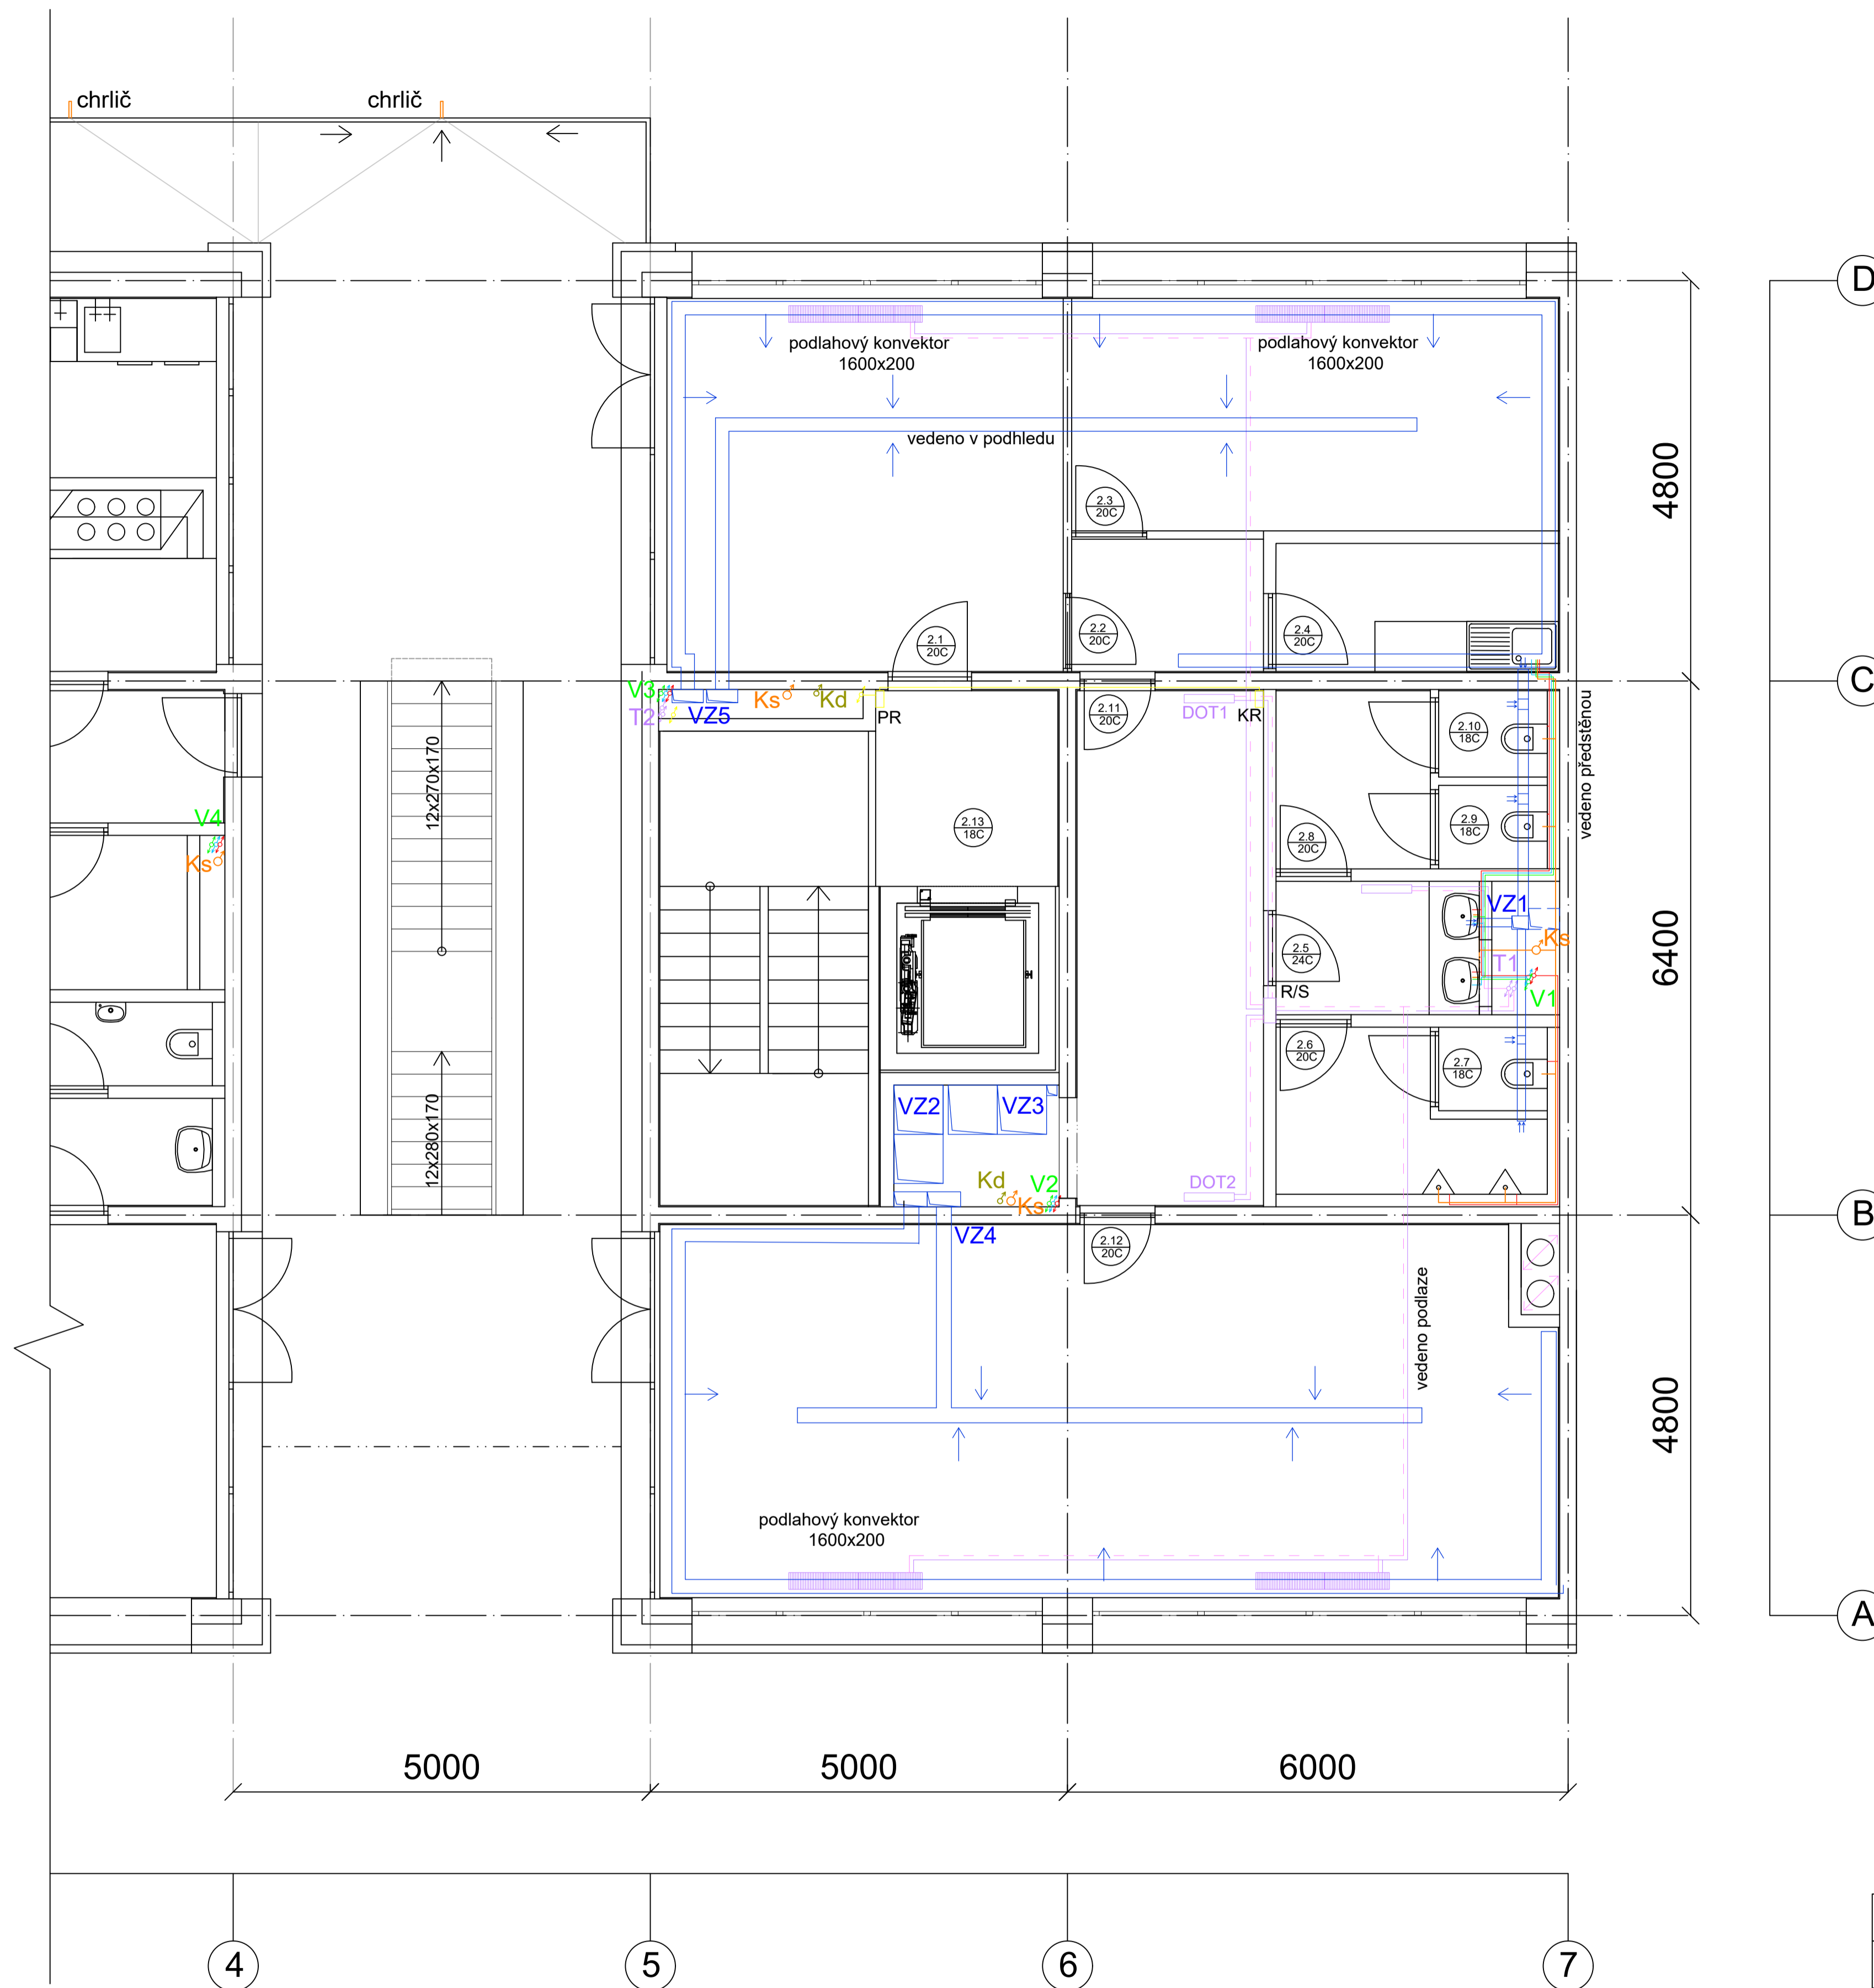 chrlič
chrlič
D
podlahový konvektor
1600x200
podlahový konvektor
1600x200
vedeno v podhledu
4800
2.3
20C
2.1
20C
2.2
20C
2.4
20C
C
V3
T2
VZ5
Ks
Kd
PR
2.11
20C
DOT1
KR
2.10
18C
vedeno předstěnou
12x270x170
V4
Ks
2.13
18C
2.8
20C
2.9
18C
VZ1
Ks
2.5
24C
T1
V1
R/S
6400
2.6
20C
2.7
18C
12x280x170
VZ2
VZ3
Kd
Ks
V2
DOT2
B
VZ4
2.12
20C
vedeno podlaze
4800
podlahový konvektor
1600x200
A
5000
5000
6000
4
5
6
7